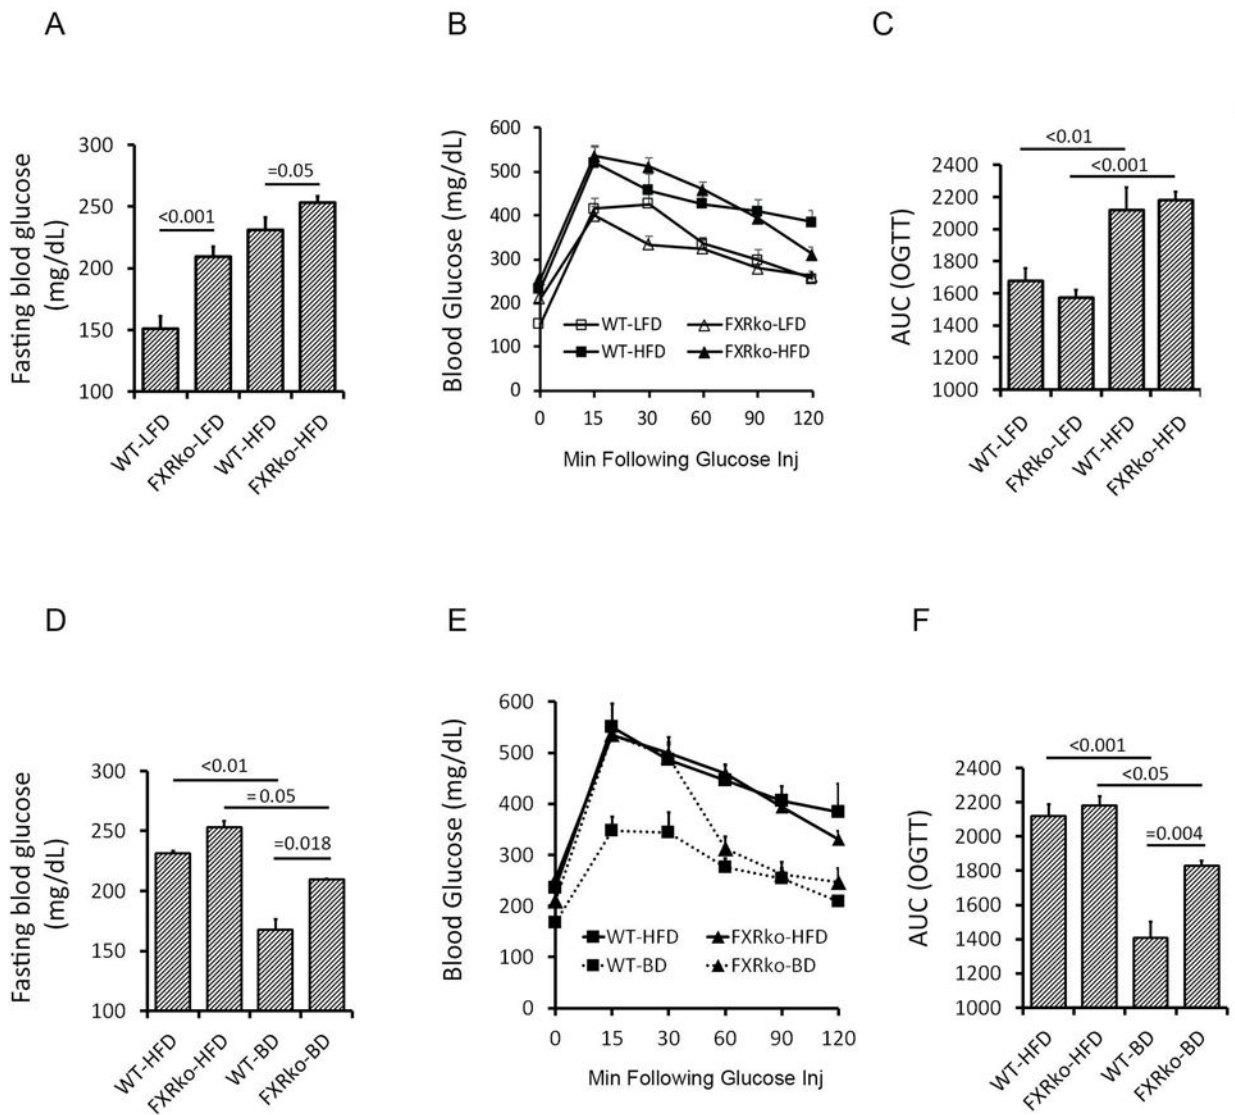 A
B
C
Fasting blod glucose
(mg/dL)
300
250
200
150
100
<0.001
=0.05
WT-LFD
FXRko-LFD
WT-HFD
FXRko-HFD
Blood Glucose (mg/dL)
600
500
400
300
200
100
0
WT-LFD
FXRko-LFD
WT-HFD
FXRko-HFD
0 15 30 60 90 120
Min Following Glucose Inj
AUC (OGTT)
<0.01
<0.001
2400
2200
2000
1800
1600
1400
1200
1000
WT-LFD
FXRko-LFD
WT-HFD
FXRko-HFD
D
E
F
Fasting blod glucose
(mg/dL)
300
250
200
150
100
<0.01
=0.05
=0.018
WT-HFD
FXRko-HFD
WT-BD
FXRko-BD
Blood Glucose (mg/dL)
600
500
400
300
200
100
0
WT-HFD
FXRko-HFD
WT-BD
FXRko-BD
0 15 30 60 90 120
Min Following Glucose Inj
AUC (OGTT)
<0.001
<0.05
=0.004
2400
2200
2000
1800
1600
1400
1200
1000
WT-HFD
FXRko-HFD
WT-BD
FXRko-BD